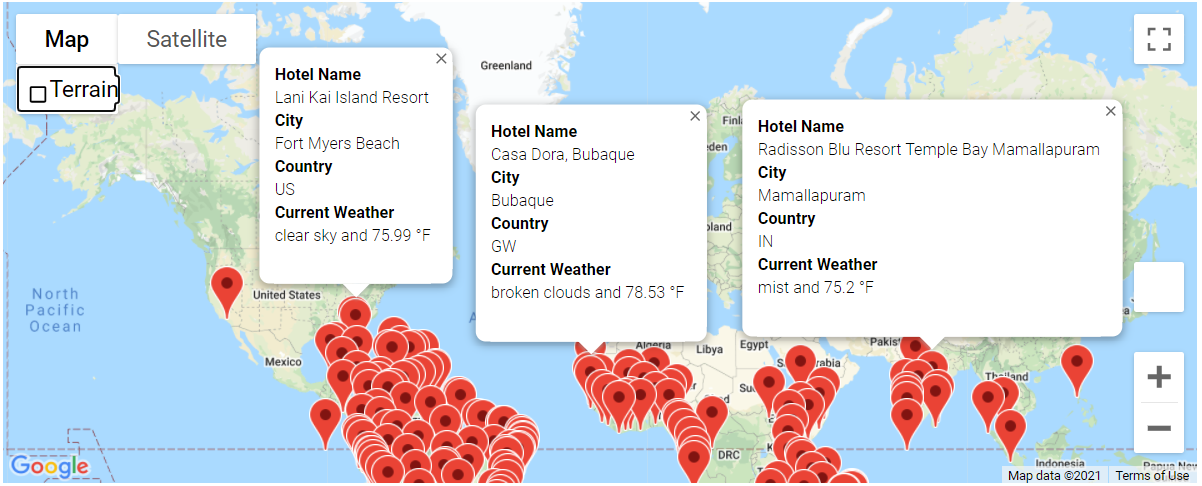 Map
Satellite
Terrain
Greenland
Hotel Name
Lani Kai Island Resort
City
Fort Myers Beach
Country
US
Current Weather
clear sky and 75.99 °F
Hotel Name
Casa Dora, Bubaque
City
Bubaque
Country
GW
Current Weather
broken clouds and 78.53 °F
Hotel Name
Radisson Blu Resort Temple Bay Mamallapuram
City
Mamallapuram
Country
IN
Current Weather
mist and 75.2 °F
North
Pacific
Ocean
United States
Mexico
Algeria
Libya
Egypt
Thailand
DRC
Indonesia
Papua New
Google
Map data ©2021
Terms of Use